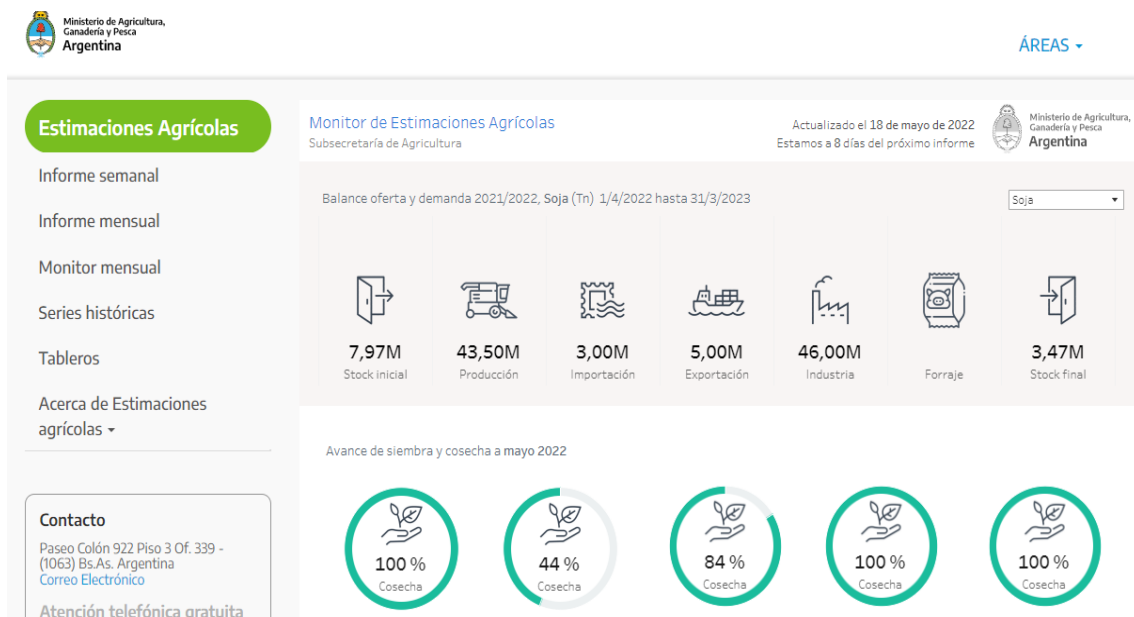 Ministerio de Agricultura,
Ganadería y Pesca
Argentina
ÁREAS
Estimaciones Agrícolas
Informe semanal
Informe mensual
Monitor mensual
Series históricas
Tableros
Acerca de Estimaciones
agrícolas
Contacto
Paseo Colón 922 Piso 3 Of. 339 -
(1063) Bs.As. Argentina
Correo Electrónico
Atención telefónica gratuita
Monitor de Estimaciones Agrícolas
Subsecretaría de Agricultura
Actualizado el 18 de mayo de 2022
Estamos a 8 días del próximo informe
Ministerio de Agricultura,
Ganadería y Pesca
Argentina
Balance oferta y demanda 2021/2022, Soja (Tn) 1/4/2022 hasta 31/3/2023
Soja
7,97M
Stock inicial
43,50M
Producción
3,00M
Importación
5,00M
Exportación
46,00M
Industria
Forraje
3,47M
Stock final
Avance de siembra y cosecha a mayo 2022
100 %
Cosecha
44 %
Cosecha
84 %
Cosecha
100 %
Cosecha
100 %
Cosecha